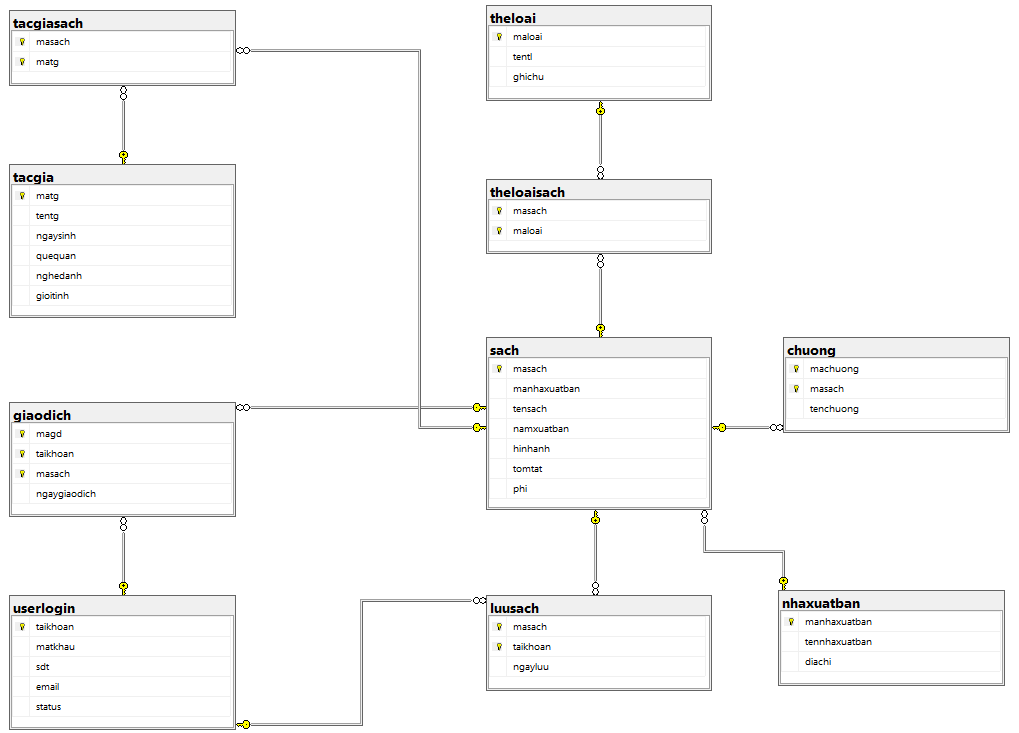 tacgiasach
masach
matg
theloai
maloai
tentl
ghichu
tacgia
matg
tentg
ngaysinh
quequan
nghedanh
gioitinh
theloaisach
masach
maloai
sach
masach
manhaxuatban
tensach
namxuatban
hinhanh
tomtat
phi
chuong
machuong
masach
tenchuong
giaodich
magd
taikhoan
masach
ngaygiaodich
userlogin
taikhoan
matkhau
sdt
email
status
luusach
masach
taikhoan
ngayluu
nhaxuatban
manhaxuatban
tennhaxuatban
diachi